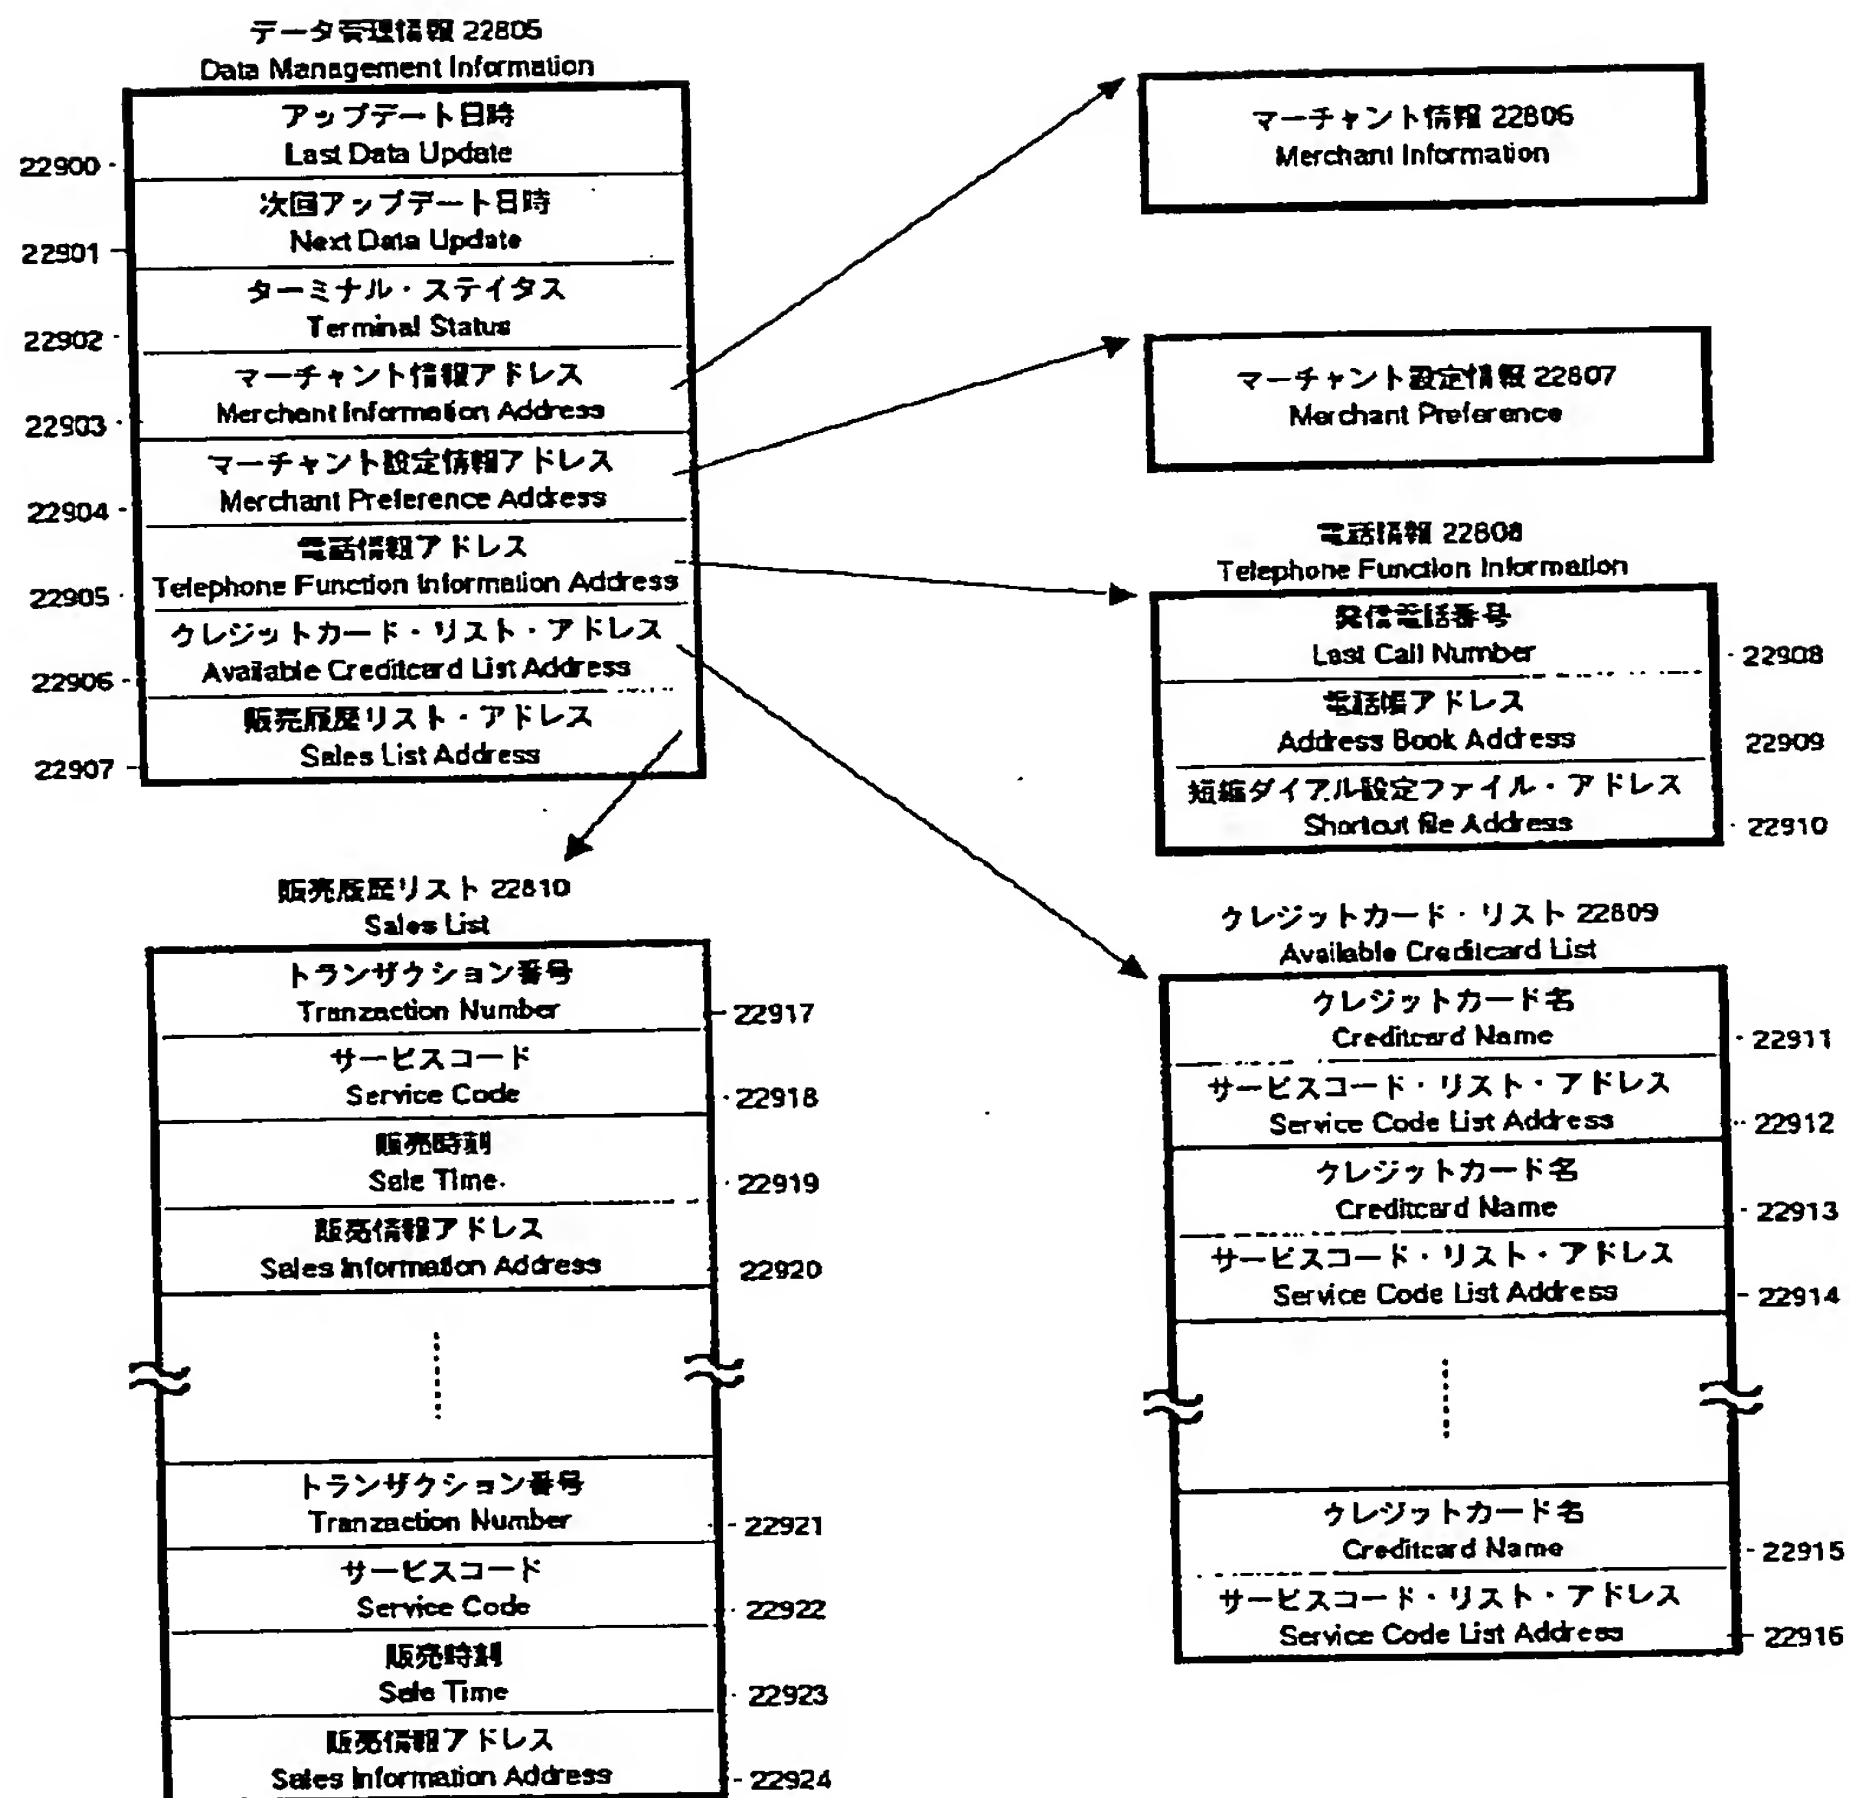 データ管理情報 22805
Data Management Information
アップデート日時
Last Data Update
22900
次回アップデート日時
Next Data Update
22901
ターミナル・ステイタス
Terminal Status
22902
マーチャント情報アドレス
Merchant Information Address
22903
マーチャント設定情報アドレス
Merchant Preference Address
22904
電話情報アドレス
Telephone Function Information Address
22905
クレジットカード・リスト・アドレス
Available Creditcard List Address
22906
販売履歴リスト・アドレス
Sales List Address
22907
マーチャント情報 22806
Merchant Information
マーチャント設定情報 22807
Merchant Preference
電話情報 22808
Telephone Function Information
発信電話番号
Last Call Number
22908
電話帳アドレス
Address Book Address
22909
短縮ダイアル設定ファイル・アドレス
Shortcut file Address
22910
販売履歴リスト 22810
Sales List
トランザクション番号
Tranzaction Number
22917
サービスコード
Service Code
22918
販売時刻
Sale Time
22919
販売情報アドレス
Sales Information Address
22920
トランザクション番号
Tranzaction Number
22921
サービスコード
Service Code
22922
販売時刻
Sale Time
22923
販売情報アドレス
Sales Information Address
22924
クレジットカード・リスト 22809
Available Creditcard List
クレジットカード名
Creditcard Name
22911
サービスコード・リスト・アドレス
Service Code List Address
22912
クレジットカード名
Creditcard Name
22913
サービスコード・リスト・アドレス
Service Code List Address
22914
クレジットカード名
Creditcard Name
22915
サービスコード・リスト・アドレス
Service Code List Address
22916